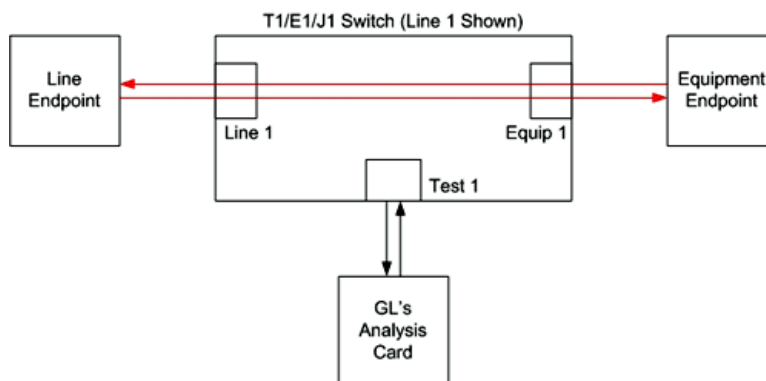 T1/E1/J1 Switch (Line 1 Shown)
Line
Endpoint
Equipment
Endpoint
Line 1
Equip 1
Test 1
GL's
Analysis
Card